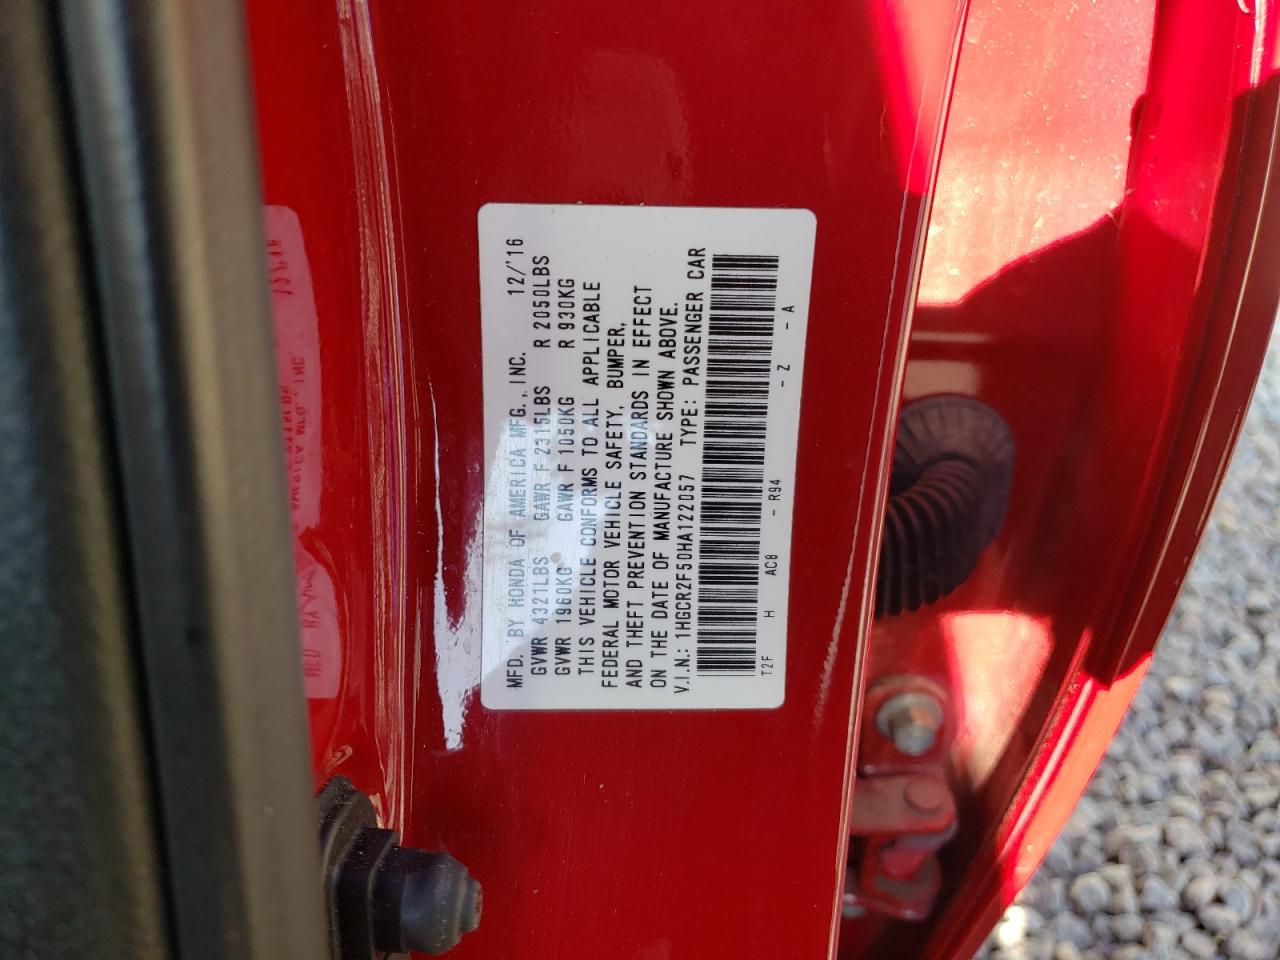 MFD. BY HONDA OF AMERICA MFG., INC. 12/'16
GVWR 4321LBS GAWR F 2315LBS R 2050LBS
GVWR 1960KG GAWR F 1050KG R 930KG
THIS VEHICLE CONFORMS TO ALL APPLICABLE
FEDERAL MOTOR VEHICLE SAFETY, BUMPER,
AND THEFT PREVENTION STANDARDS IN EFFECT
ON THE DATE OF MANUFACTURE SHOWN ABOVE.
V.I.N.: 1HGCR2F50HA122057 TYPE: PASSENGER CAR
T2F H AC8 - R94 - Z - A